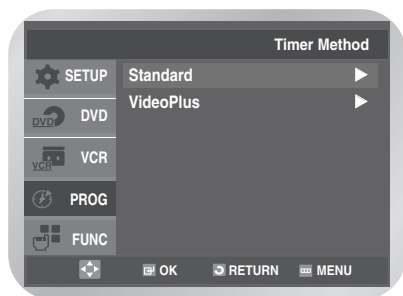 Timer Method
SETUP
Standard
DVD
DVD
VideoPlus
VCR
VCR
PROG
FUNC
OK RETURN MENU